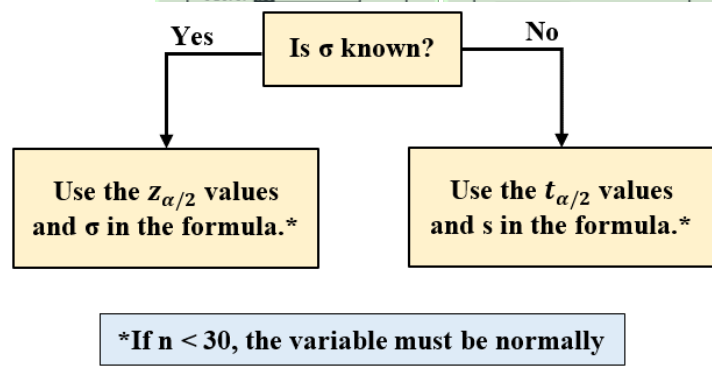 Is σ known?
Yes
No
Use the z_{α/2} values
and σ in the formula.*
Use the t_{α/2} values
and s in the formula.*
*If n < 30, the variable must be normally